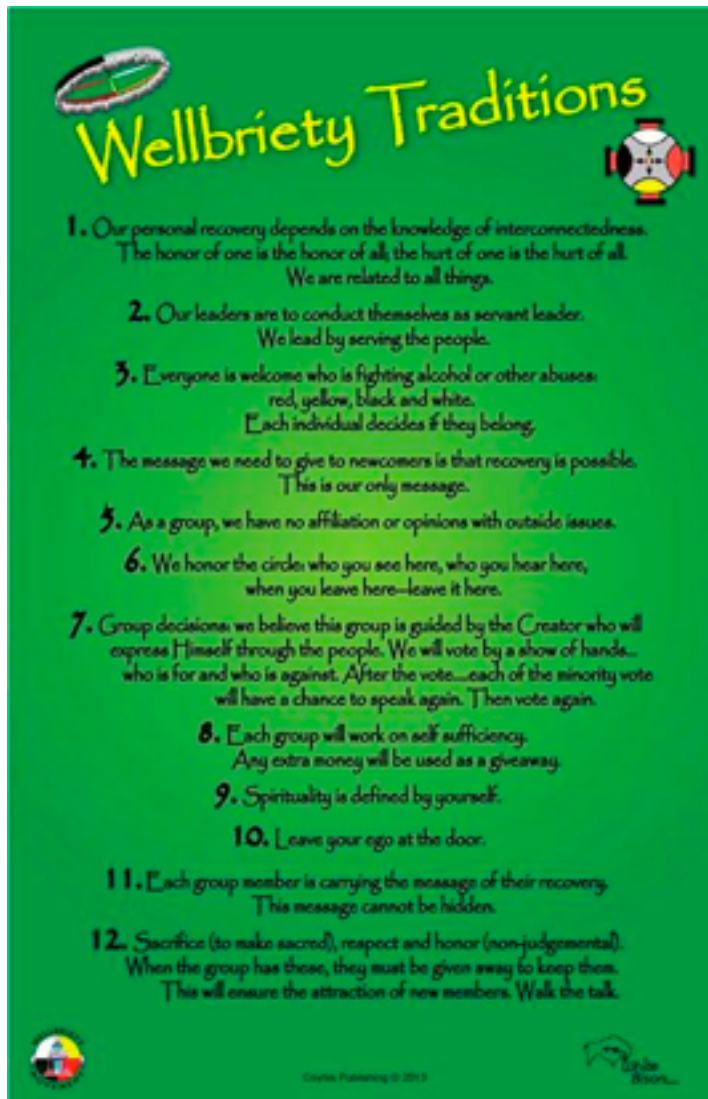 Wellbriety Traditions
1. Our personal recovery depends on the knowledge of interconnectedness.
The honor of one is the honor of all; the hurt of one is the hurt of all.
We are related to all things.
2. Our leaders are to conduct themselves as servant leader.
We lead by serving the people.
3. Everyone is welcome who is fighting alcohol or other abuses:
red, yellow, black and white.
Each individual decides if they belong.
4. The message we need to give to newcomers is that recovery is possible.
This is our only message.
5. As a group, we have no affiliation or opinions with outside issues.
6. We honor the circle: who you see here, who you hear here,
when you leave here—leave it here.
7. Group decisions: we believe this group is guided by the Creator who will
express Himself through the people. We will vote by a show of hands...
who is for and who is against. After the vote....each of the minority vote
will have a chance to speak again. Then vote again.
8. Each group will work on self sufficiency.
Any extra money will be used as a giveaway.
9. Spirituality is defined by yourself.
10. Leave your ego at the door.
11. Each group member is carrying the message of their recovery.
This message cannot be hidden.
12. Sacrifice (to make sacred), respect and honor (non-judgemental).
When the group has these, they must be given away to keep them.
This will ensure the attraction of new members. Walk the talk.
WELLBRIETY
MOVEMENT
Coyhis Publishing © 2013
White
Bison